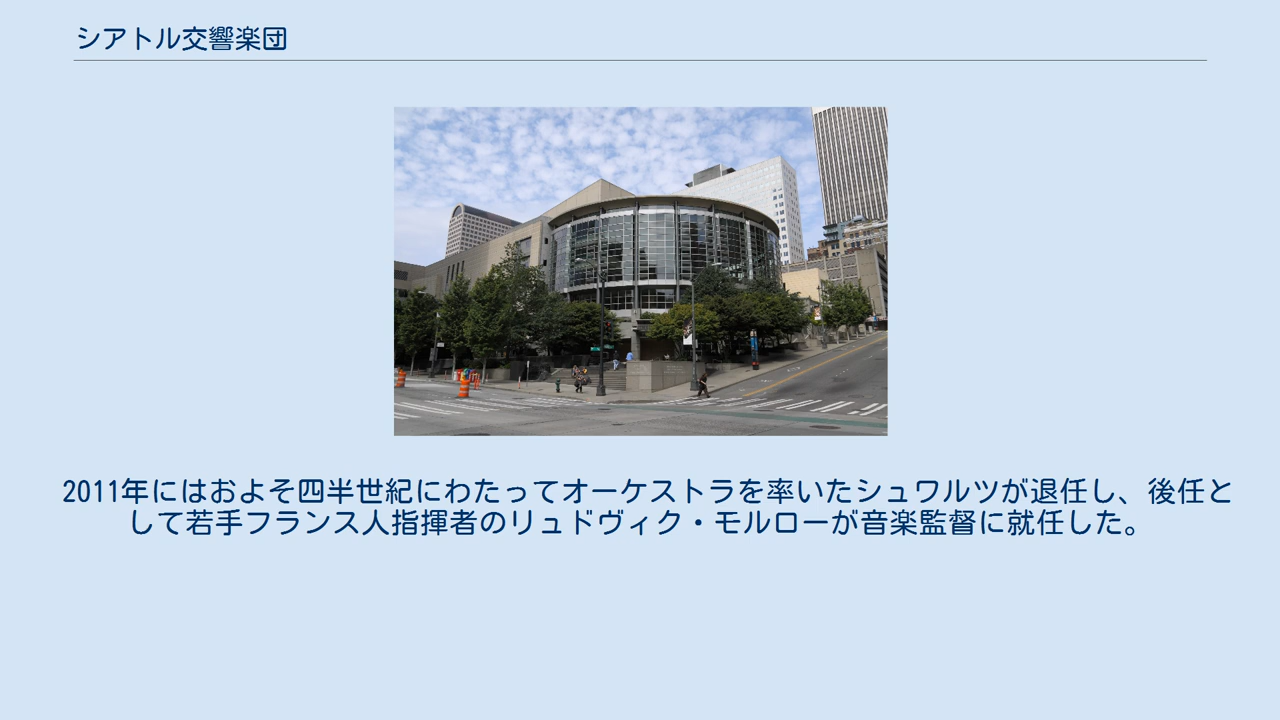 シアトル交響楽団
2011年にはおよそ四半世紀にわたってオーケストラを率いたシュワルツが退任し、後任と
して若手フランス人指揮者のリュドヴィク・モルローが音楽監督に就任した。